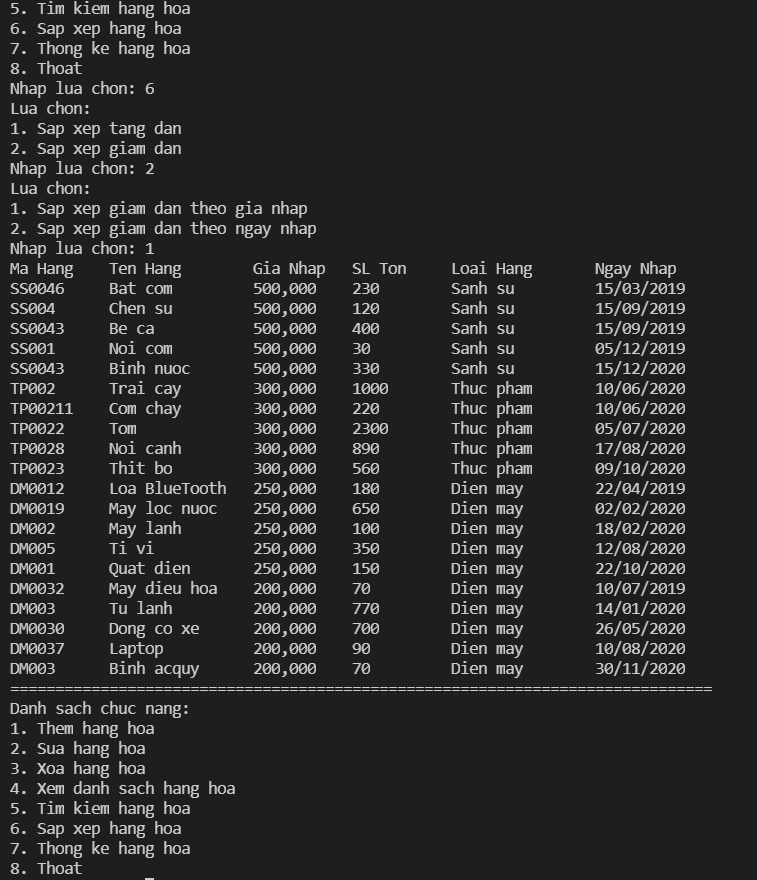 5. Tim kiem hang hoa
6. Sap xep hang hoa
7. Thong ke hang hoa
8. Thoat
Nhap lua chon: 6
Lua chon:
1. Sap xep tang dan
2. Sap xep giam dan
Nhap lua chon: 2
Lua chon:
1. Sap xep giam dan theo gia nhap
2. Sap xep giam dan theo ngay nhap
Nhap lua chon: 1
Ma Hang    Ten Hang        Gia Nhap   SL Ton     Loai Hang       Ngay Nhap
SS0046     Bat com         500,000    230        Sanh su         15/03/2019
SS004      Chen su         500,000    120        Sanh su         15/09/2019
SS0043     Be ca           500,000    400        Sanh su         15/09/2019
SS001      Noi com         500,000    30         Sanh su         05/12/2019
SS0043     Binh nuoc       500,000    330        Sanh su         15/12/2020
TP002      Trai cay        300,000    1000       Thuc pham       10/06/2020
TP00211    Com chay        300,000    220        Thuc pham       10/06/2020
TP0022     Tom             300,000    2300       Thuc pham       05/07/2020
TP0028     Noi canh        300,000    890        Thuc pham       17/08/2020
TP0023     Thit bo         300,000    560        Thuc pham       09/10/2020
DM0012     Loa BlueTooth   250,000    180        Dien may        22/04/2019
DM0019     May loc nuoc    250,000    650        Dien may        02/02/2020
DM002      May lanh        250,000    100        Dien may        18/02/2020
DM005      Ti vi           250,000    350        Dien may        12/08/2020
DM001      Quat dien       250,000    150        Dien may        22/10/2020
DM0032     May dieu hoa    200,000    70         Dien may        10/07/2019
DM003      Tu lanh         200,000    770        Dien may        14/01/2020
DM0030     Dong co xe      200,000    700        Dien may        26/05/2020
DM0037     Laptop          200,000    90         Dien may        10/08/2020
DM003      Binh acquy      200,000    70         Dien may        30/11/2020
==============================================================================
Danh sach chuc nang:
1. Them hang hoa
2. Sua hang hoa
3. Xoa hang hoa
4. Xem danh sach hang hoa
5. Tim kiem hang hoa
6. Sap xep hang hoa
7. Thong ke hang hoa
8. Thoat